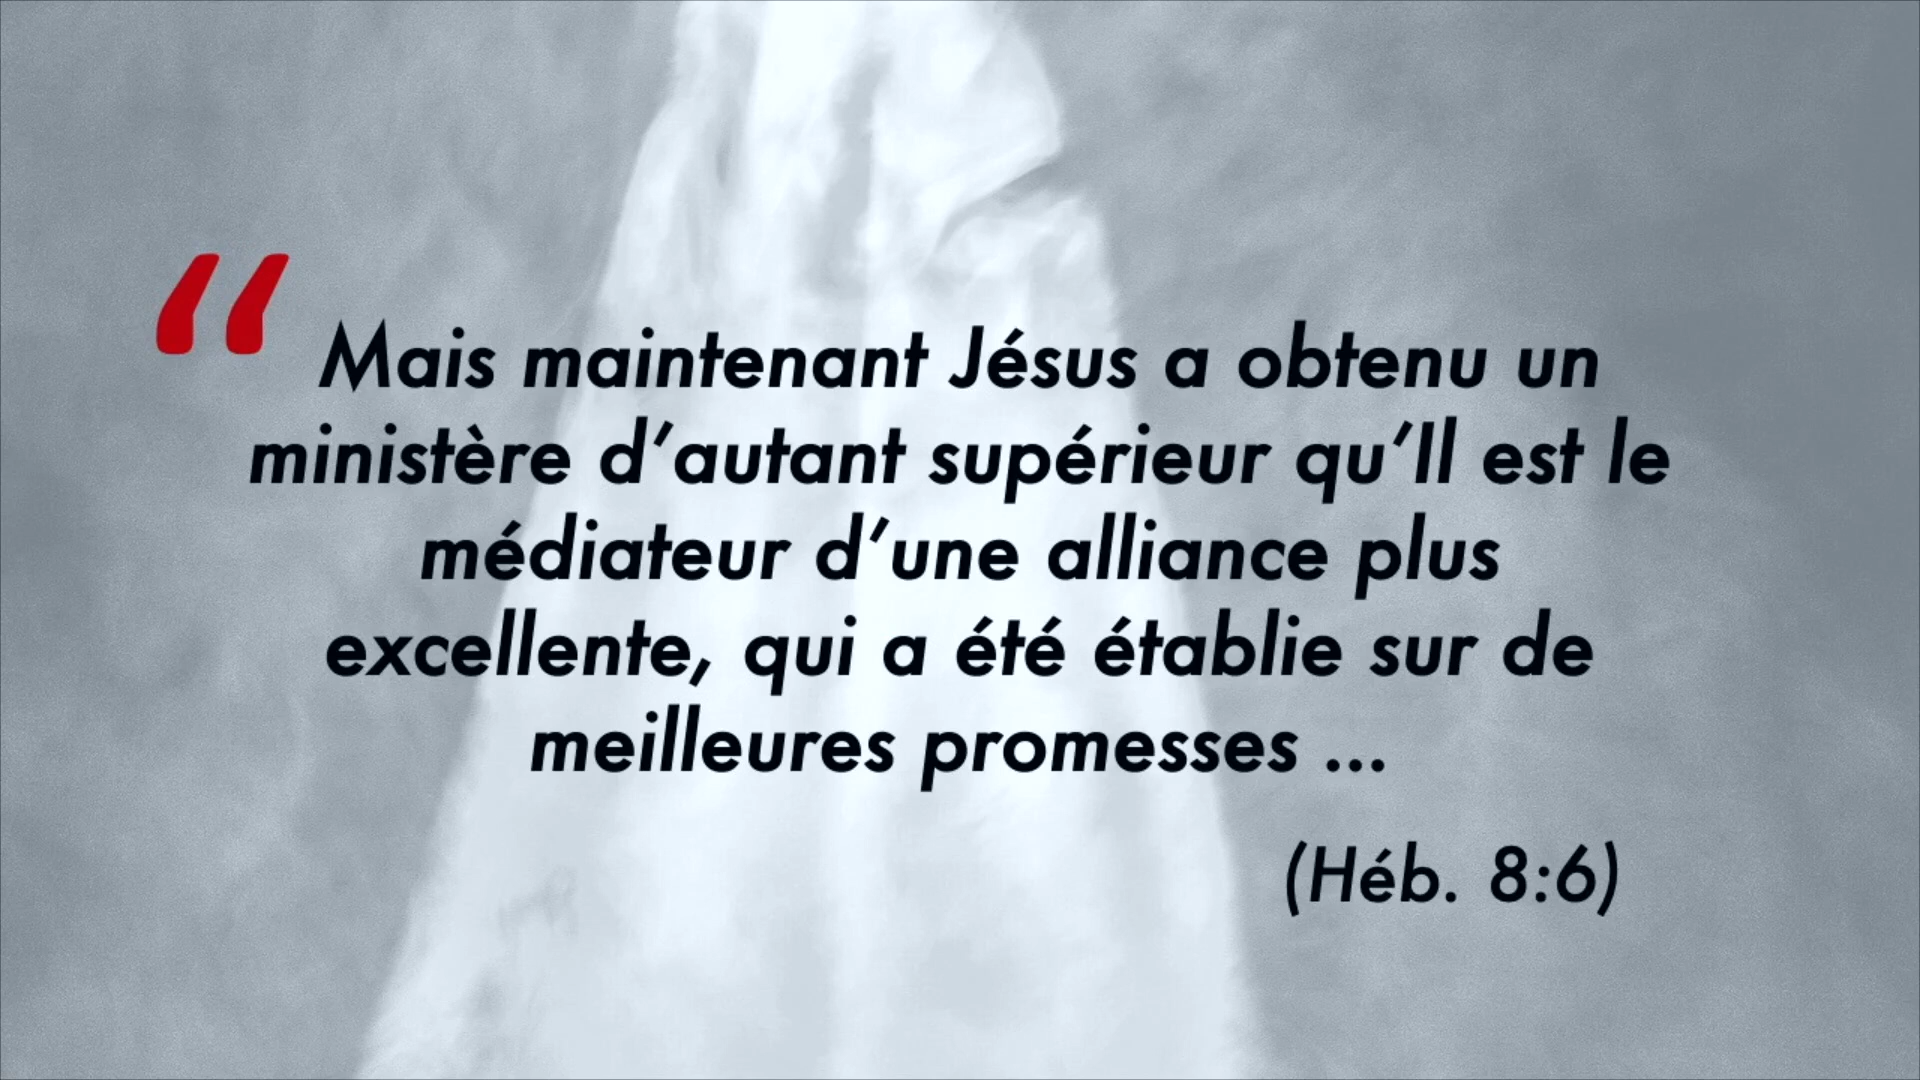 “ Mais maintenant Jésus a obtenu un
ministère d’autant supérieur qu’Il est le
médiateur d’une alliance plus
excellente, qui a été établie sur de
meilleures promesses ...
(Héb. 8:6)